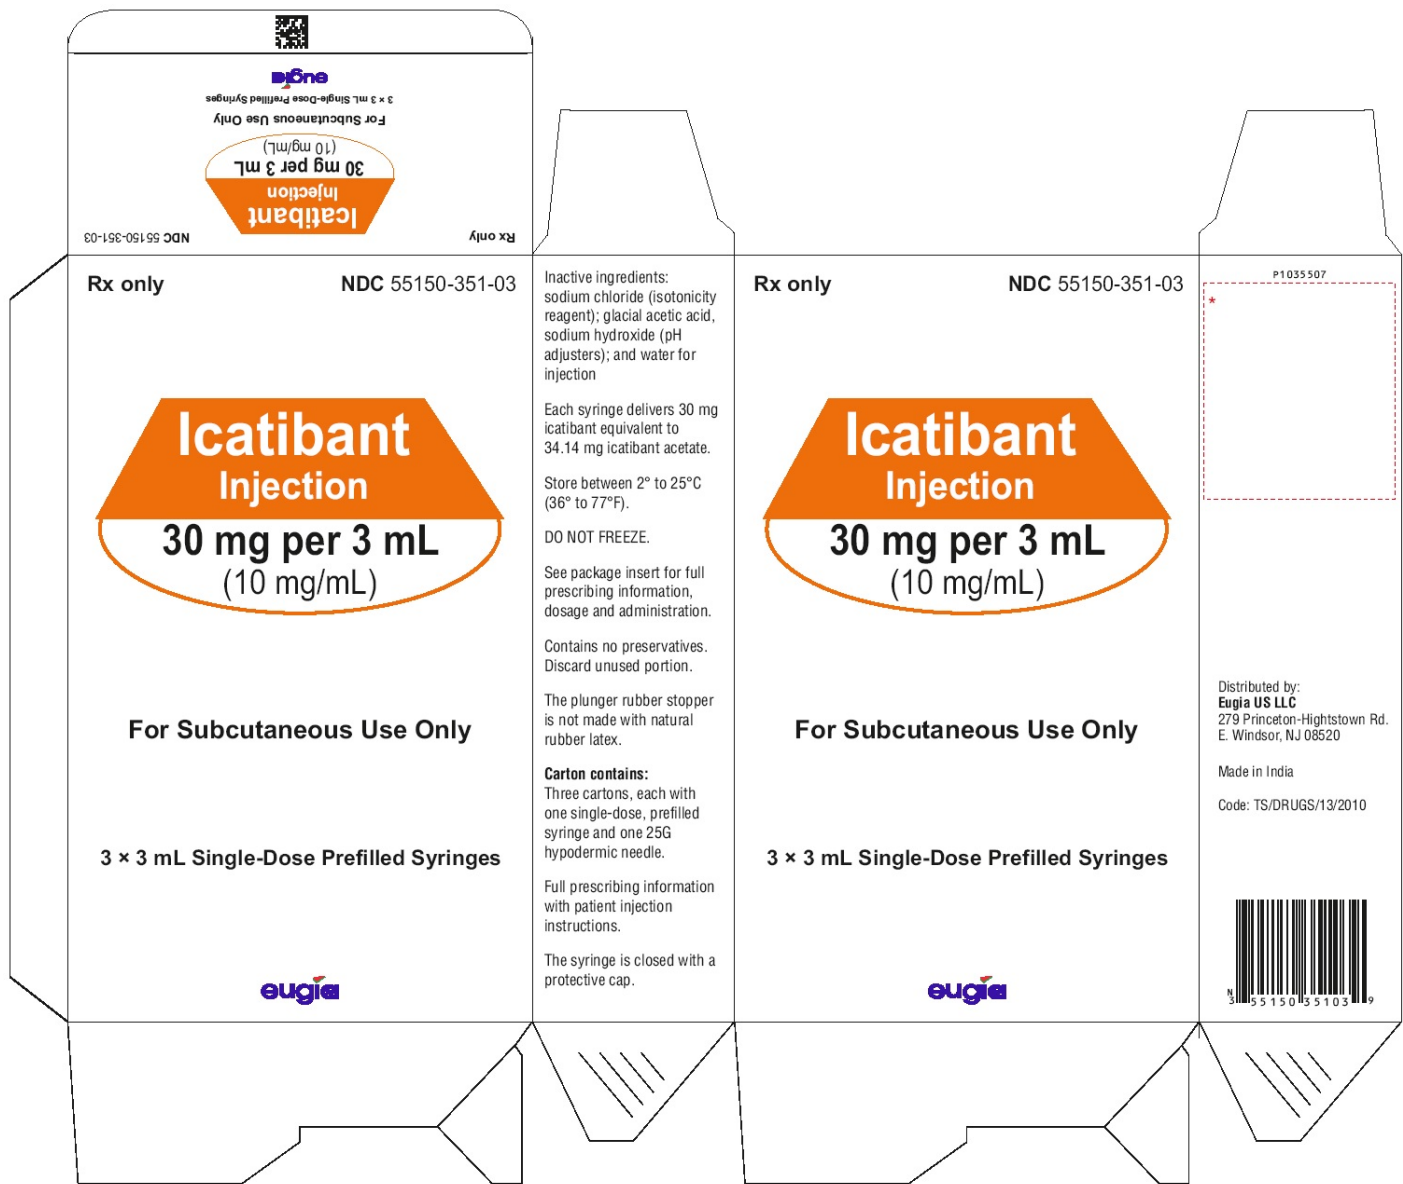 eugia
3 × 3 mL Single-Dose Prefilled Syringes
For Subcutaneous Use Only
(10 mg/mL)
30 mg per 3 mL
Injection
Icatibant
Rx only
NDC 55150-351-03
Rx only
NDC 55150-351-03
Icatibant
Injection
30 mg per 3 mL
(10 mg/mL)
For Subcutaneous Use Only
3 × 3 mL Single-Dose Prefilled Syringes
eugia
Inactive ingredients:
sodium chloride (isotonicity
reagent); glacial acetic acid,
sodium hydroxide (pH
adjusters); and water for
injection
Each syringe delivers 30 mg
icatibant equivalent to
34.14 mg icatibant acetate.
Store between 2° to 25°C
(36° to 77°F).
DO NOT FREEZE.
See package insert for full
prescribing information,
dosage and administration.
Contains no preservatives.
Discard unused portion.
The plunger rubber stopper
is not made with natural
rubber latex.
Carton contains:
Three cartons, each with
one single-dose, prefilled
syringe and one 25G
hypodermic needle.
Full prescribing information
with patient injection
instructions.
The syringe is closed with a
protective cap.
Rx only
NDC 55150-351-03
Icatibant
Injection
30 mg per 3 mL
(10 mg/mL)
For Subcutaneous Use Only
3 × 3 mL Single-Dose Prefilled Syringes
eugia
P1035507
*
Distributed by:
Eugia US LLC
279 Princeton-Hightstown Rd.
E. Windsor, NJ 08520
Made in India
Code: TS/DRUGS/13/2010
N
3 55150 35103 9